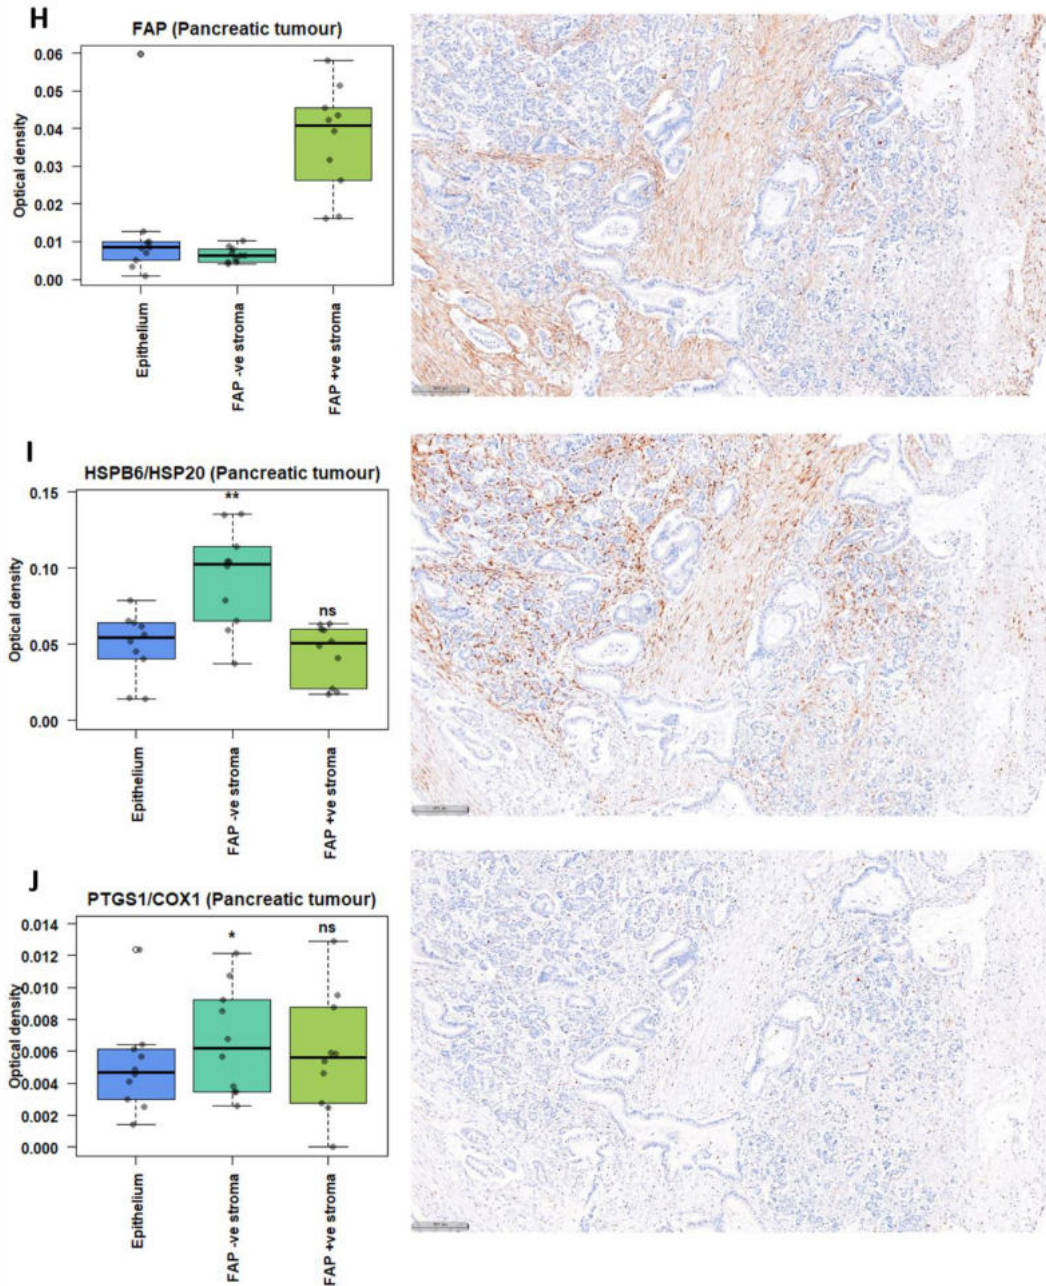 H
FAP (Pancreatic tumour)
Optical density
0.06
0.05
0.04
0.03
0.02
0.01
0.00
Epithelium
FAP -ve stroma
FAP +ve stroma
I
HSPB6/HSP20 (Pancreatic tumour)
Optical density
0.15
0.10
0.05
0.00
**
ns
Epithelium
FAP -ve stroma
FAP +ve stroma
J
PTGS1/COX1 (Pancreatic tumour)
Optical density
0.014
0.012
0.010
0.008
0.006
0.004
0.002
0.000
*
ns
Epithelium
FAP -ve stroma
FAP +ve stroma